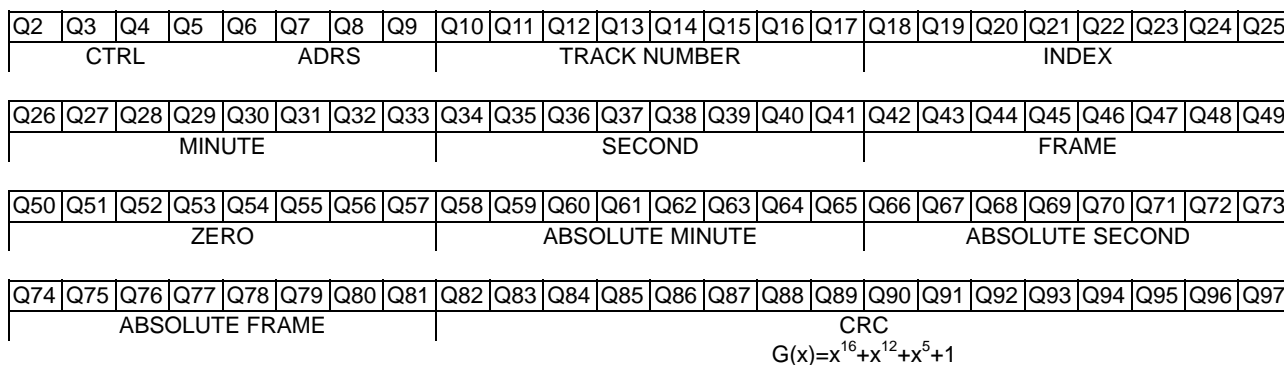 Q2 Q3 Q4 Q5 Q6 Q7 Q8 Q9 Q10 Q11 Q12 Q13 Q14 Q15 Q16 Q17 Q18 Q19 Q20 Q21 Q22 Q23 Q24 Q25
CTRL ADRS TRACK NUMBER INDEX
Q26 Q27 Q28 Q29 Q30 Q31 Q32 Q33 Q34 Q35 Q36 Q37 Q38 Q39 Q40 Q41 Q42 Q43 Q44 Q45 Q46 Q47 Q48 Q49
MINUTE SECOND FRAME
Q50 Q51 Q52 Q53 Q54 Q55 Q56 Q57 Q58 Q59 Q60 Q61 Q62 Q63 Q64 Q65 Q66 Q67 Q68 Q69 Q70 Q71 Q72 Q73
ZERO ABSOLUTE MINUTE ABSOLUTE SECOND
Q74 Q75 Q76 Q77 Q78 Q79 Q80 Q81 Q82 Q83 Q84 Q85 Q86 Q87 Q88 Q89 Q90 Q91 Q92 Q93 Q94 Q95 Q96 Q97
ABSOLUTE FRAME CRC
G(x)=x¹⁶+x¹²+x⁵+1